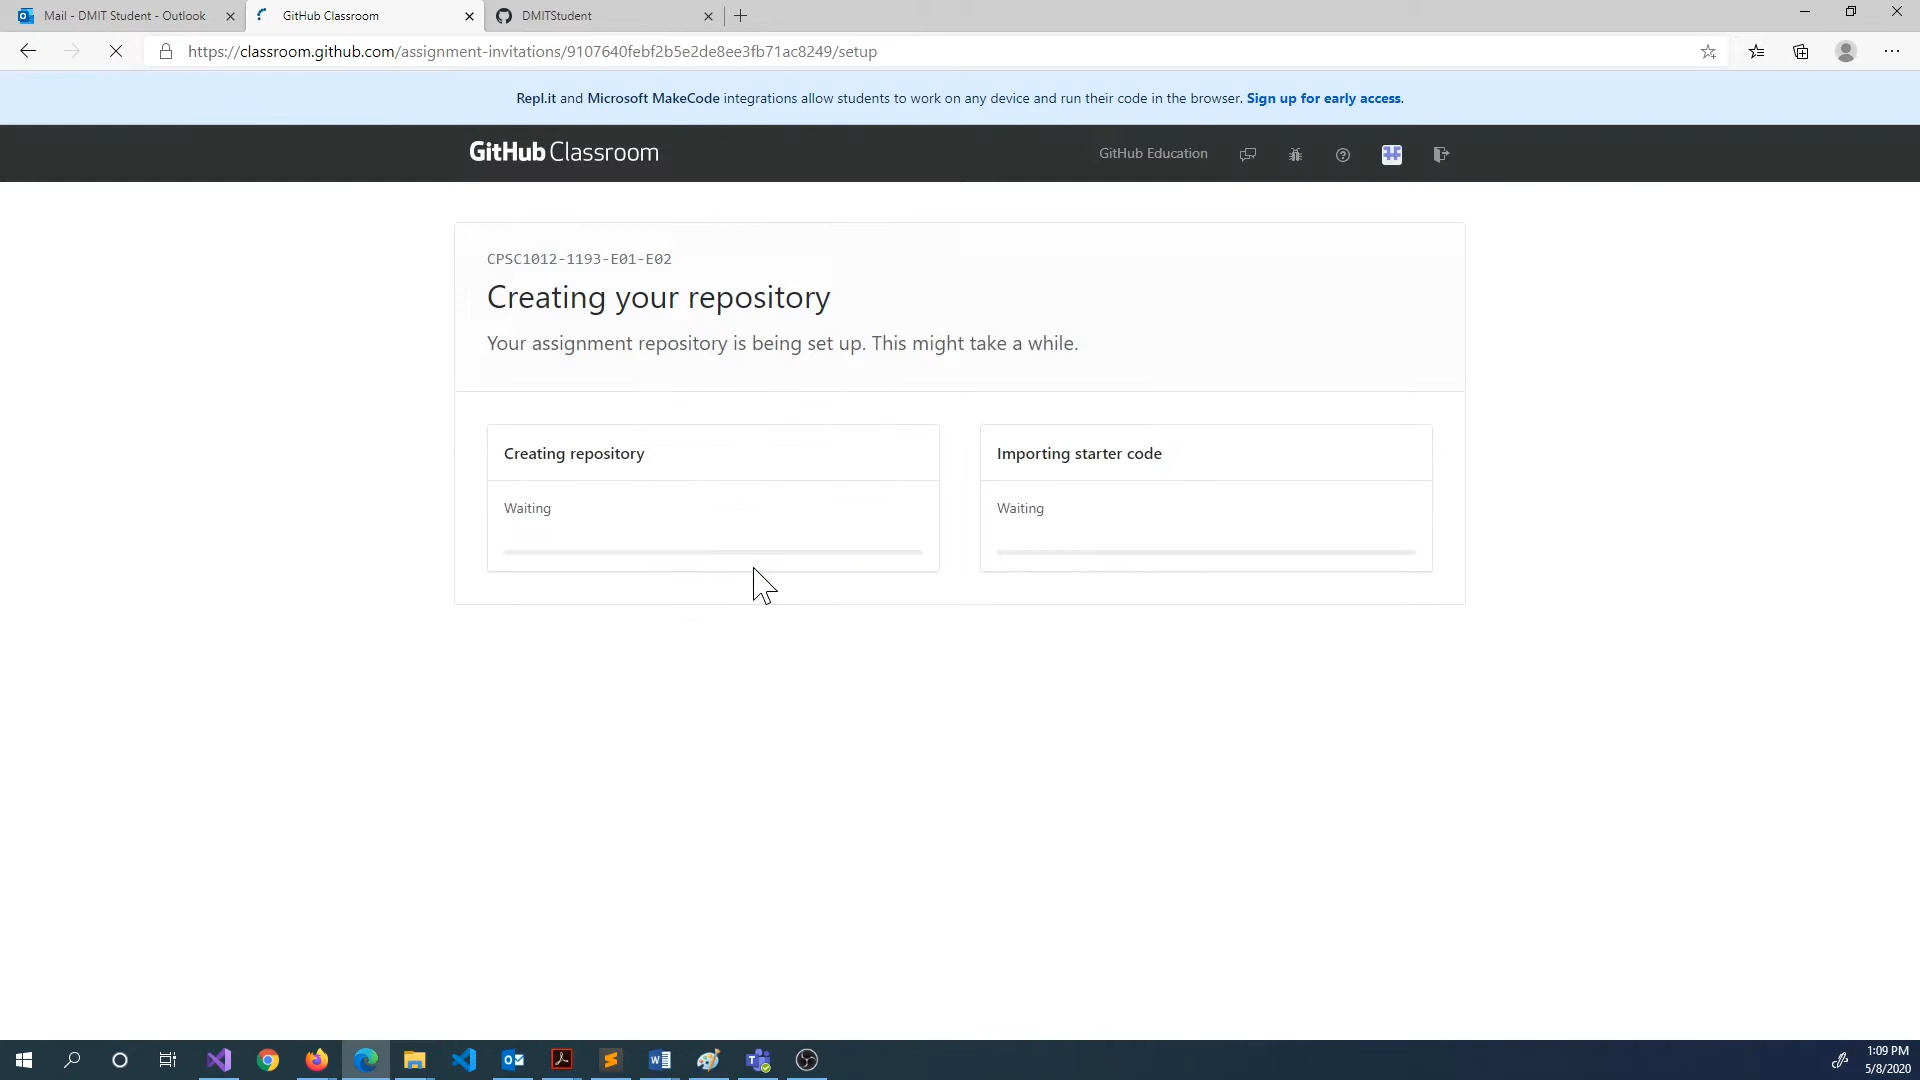 Mail - DMIT Student - Outlook
GitHub Classroom
DMITStudent
https://classroom.github.com/assignment-invitations/9107640febf2b5e2de8ee3fb71ac8249/setup
Repl.it and Microsoft MakeCode integrations allow students to work on any device and run their code in the browser. Sign up for early access.
GitHub Classroom
GitHub Education
CPSC1012-1193-E01-E02
Creating your repository
Your assignment repository is being set up. This might take a while.
Creating repository
Importing starter code
Waiting
Waiting
1:09 PM
5/8/2020